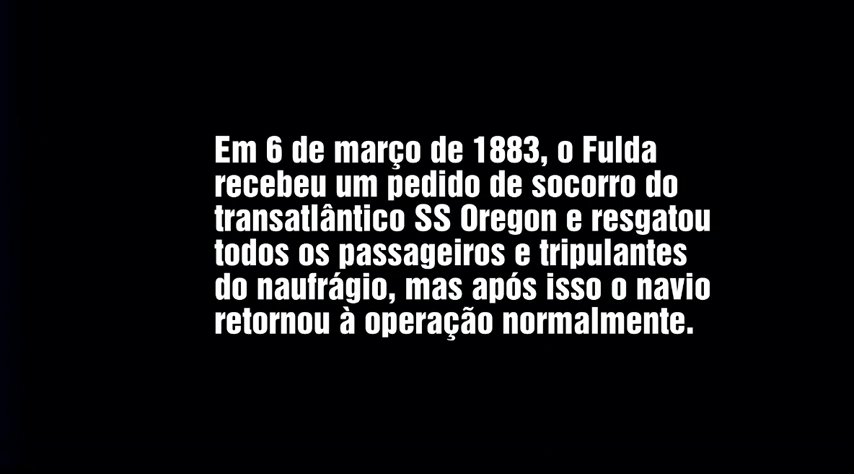 Em 6 de março de 1883, o Fulda
recebeu um pedido de socorro do
transatlântico SS Oregon e resgatou
todos os passageiros e tripulantes
do naufrágio, mas após isso o navio
retornou à operação normalmente.